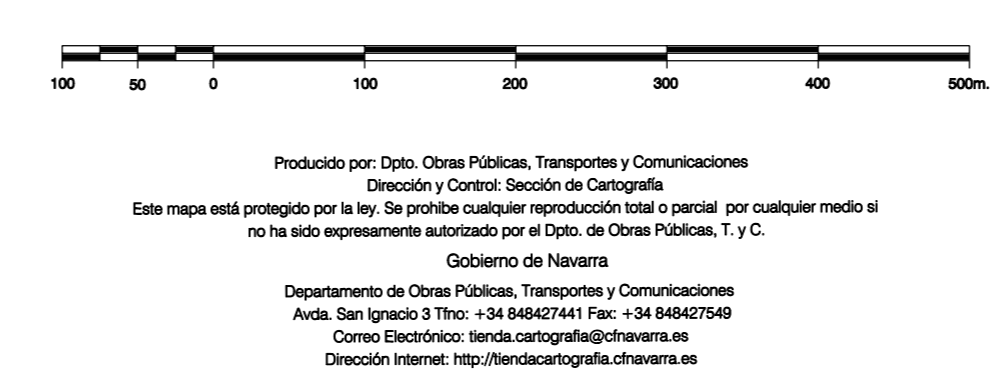 100 50 0 100 200 300 400 500m.
Producido por: Dpto. Obras Públicas, Transportes y Comunicaciones
Dirección y Control: Sección de Cartografía
Este mapa está protegido por la ley. Se prohibe cualquier reproducción total o parcial por cualquier medio si
no ha sido expresamente autorizado por el Dpto. de Obras Públicas, T. y C.
Gobierno de Navarra
Departamento de Obras Públicas, Transportes y Comunicaciones
Avda. San Ignacio 3 Tfno: +34 848427441 Fax: +34 848427549
Correo Electrónico: tienda.cartografia@cfnavarra.es
Dirección Internet: http://tiendacartografia.cfnavarra.es